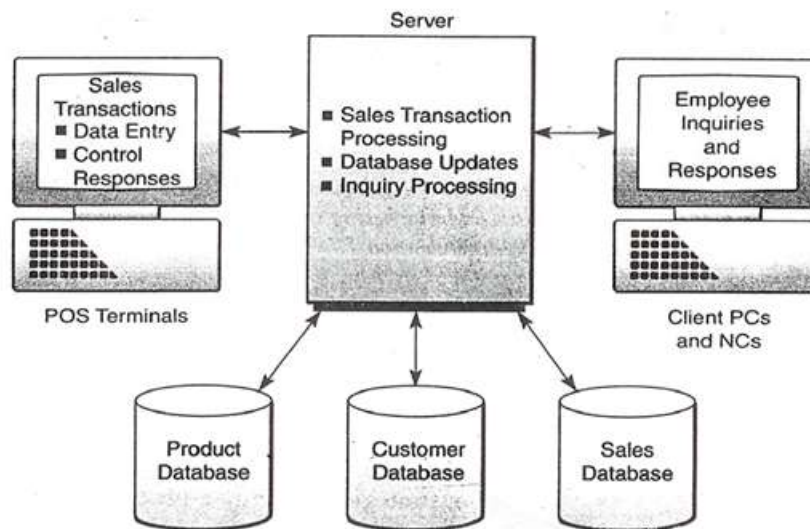 Server
Sales
Transactions
Data Entry
Control
Responses
Sales Transaction
Processing
Database Updates
Inquiry Processing
Employee
Inquiries
and
Responses
POS Terminals
Client PCs
and NCs
Product
Database
Customer
Database
Sales
Database